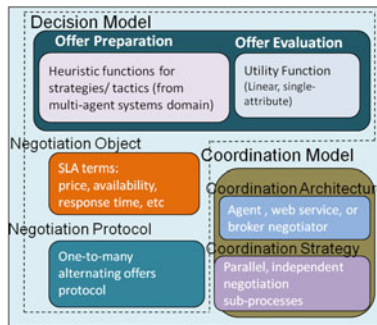 Decision Model
Offer Preparation
Offer Evaluation
Heuristic functions for
strategies/ tactics (from
multi-agent systems domain)
Utility Function
(Linear, single-
attribute)
Negotiation Object
SLA terms:
price, availability,
response time, etc
Negotiation Protocol
One-to-many
alternating offers
protocol
Coordination Model
Coordination Architectur
Agent , web service, or
broker negotiator
Coordination Strategy
Parallel, independent
negotiation
sub-processes